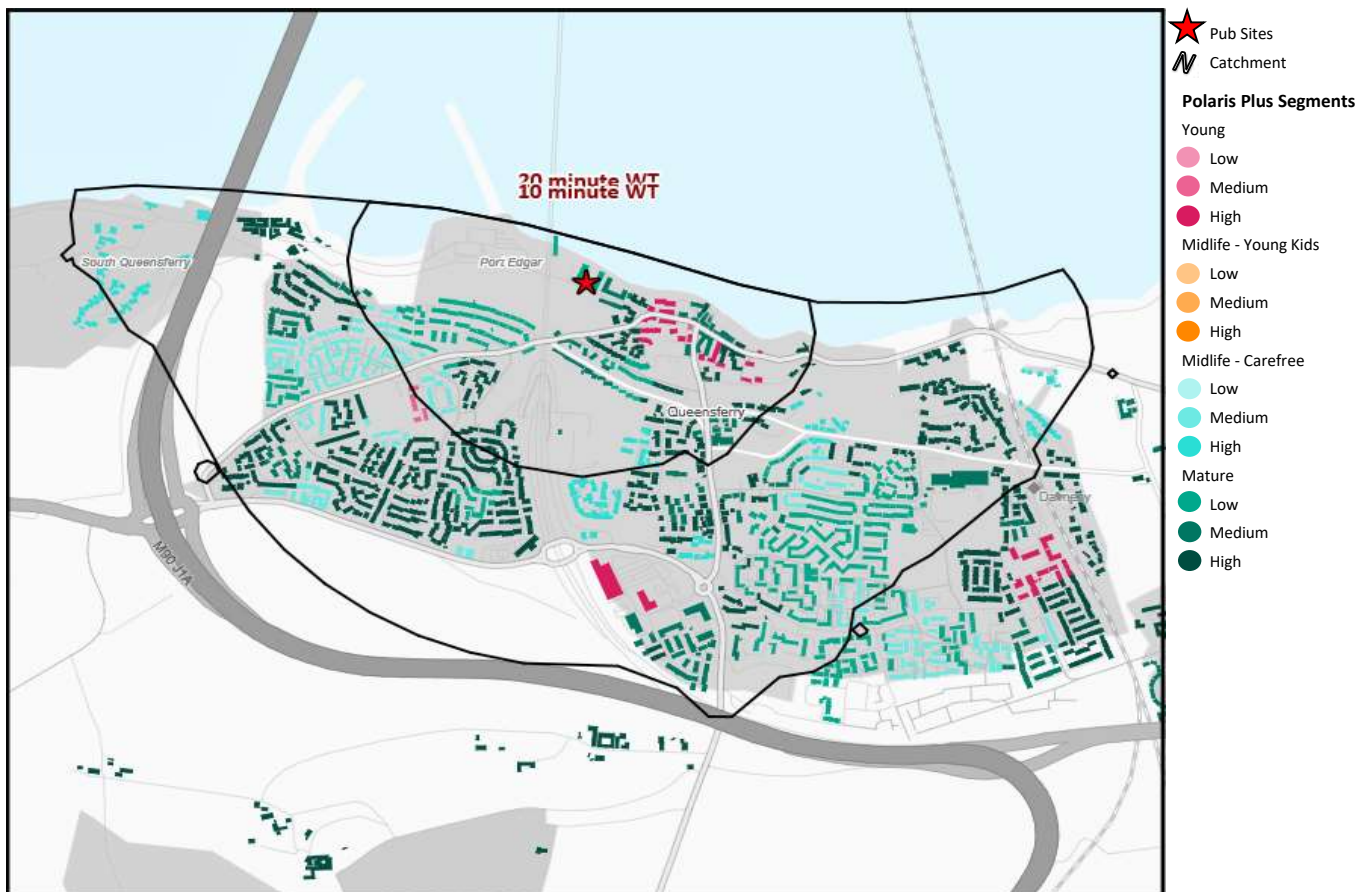 20 minute WT
10 minute WT
South Queensferry
Port Edgar
Queensferry
Dalmeny
M90 J1A
Pub Sites
Catchment
Polaris Plus Segments
Young
Low
Medium
High
Midlife - Young Kids
Low
Medium
High
Midlife - Carefree
Low
Medium
High
Mature
Low
Medium
High